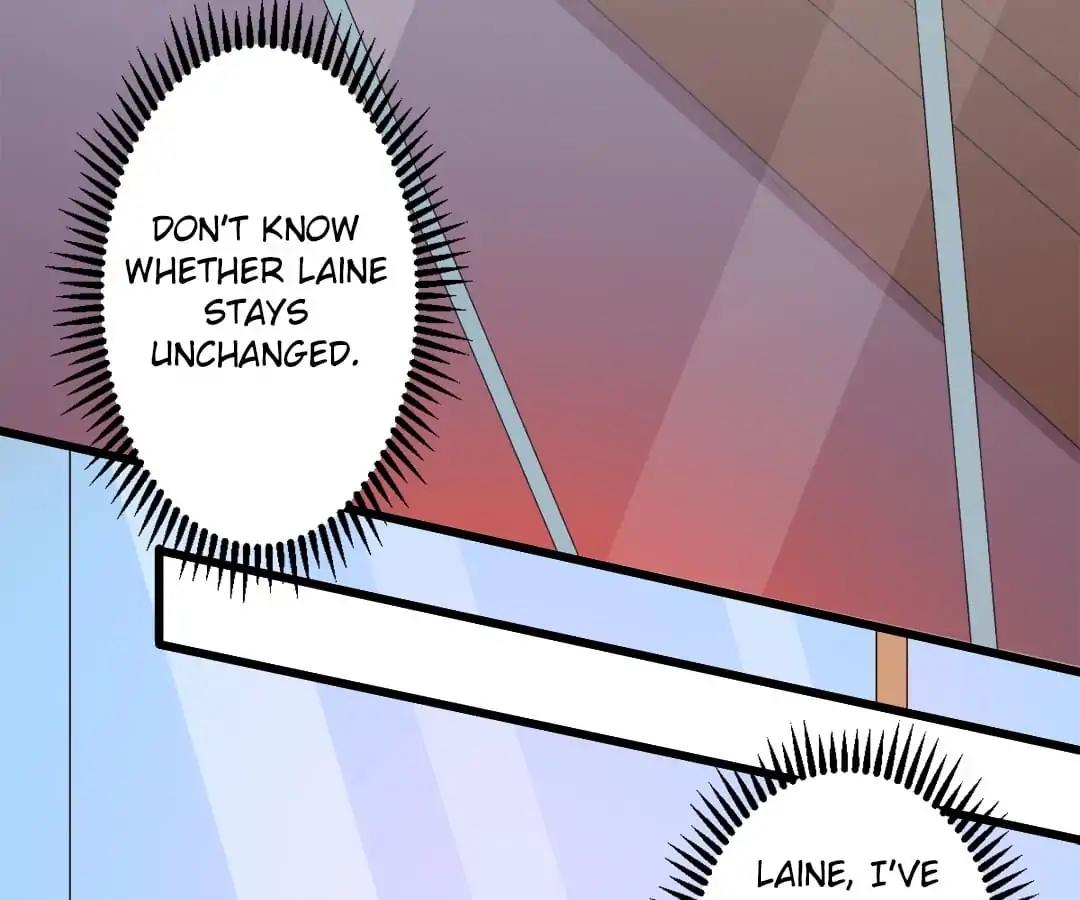 DON'T KNOW
WHETHER LAINE
STAYS
UNCHANGED.
LAINE, I'VE